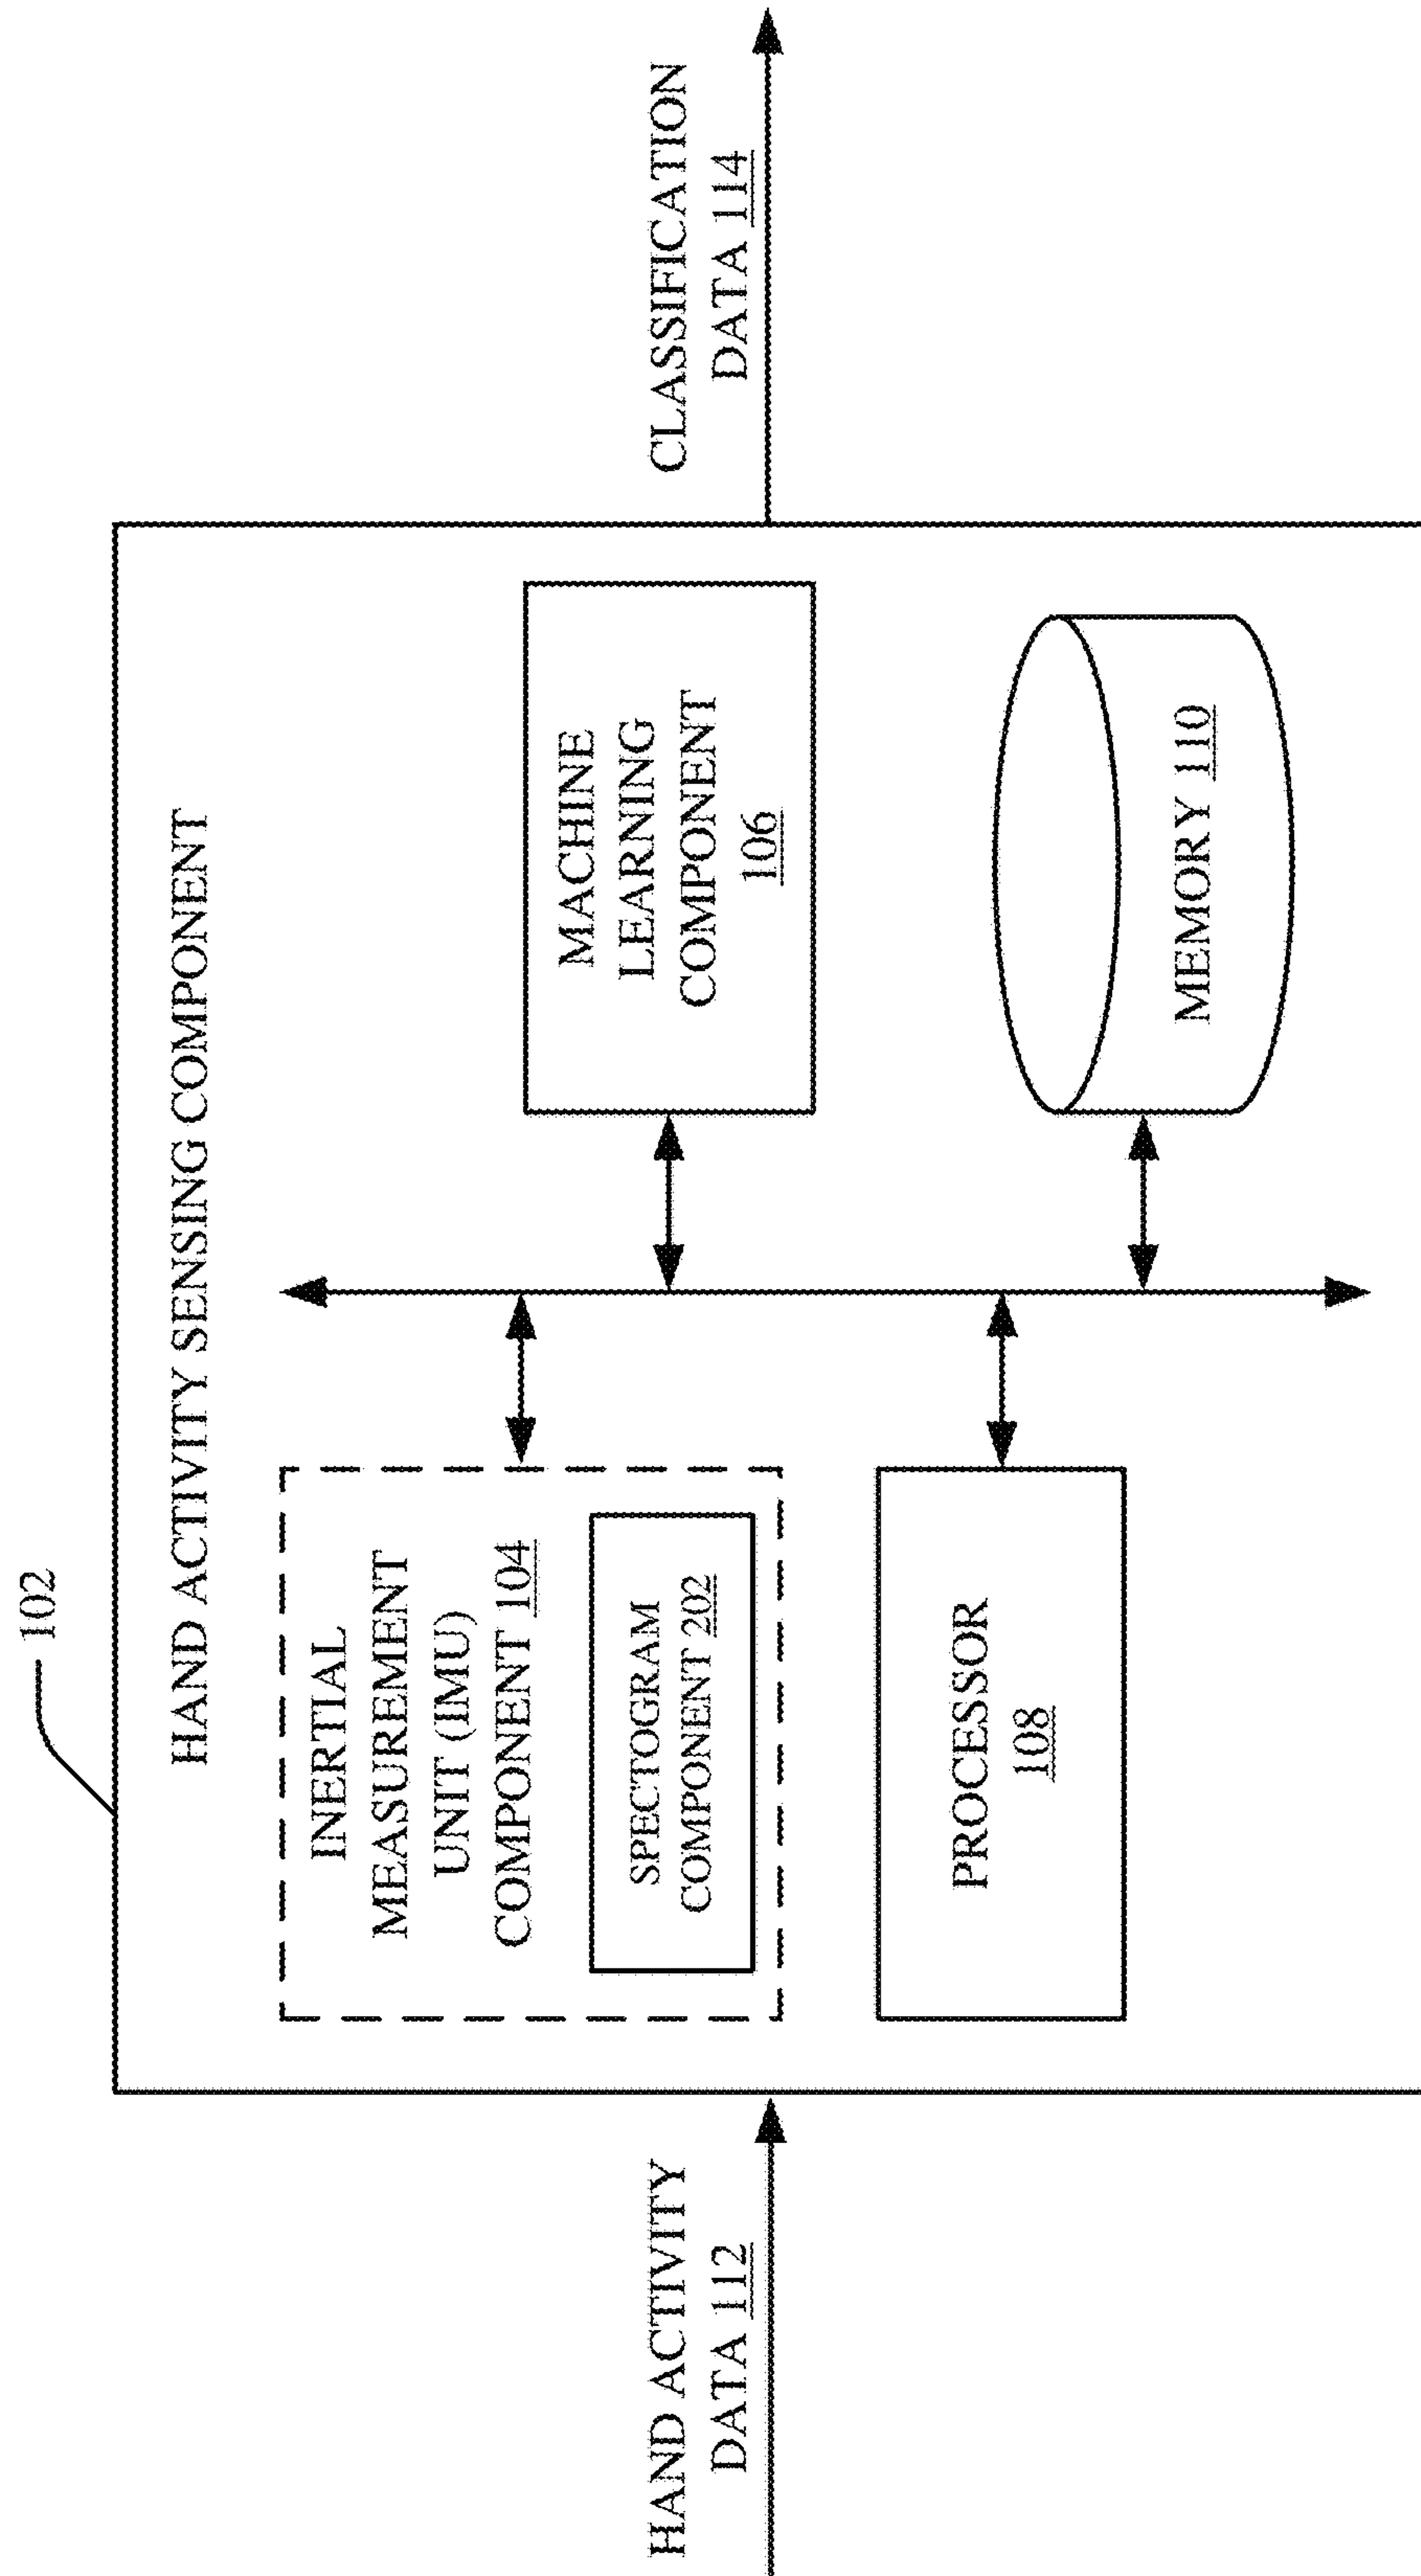 102
HAND ACTIVITY SENSING COMPONENT
HAND ACTIVITY
DATA 112
INERTIAL
MEASUREMENT
UNIT (IMU)
COMPONENT 104
SPECTOGRAM
COMPONENT 202
PROCESSOR
108
MACHINE
LEARNING
COMPONENT
106
MEMORY 110
CLASSIFICATION
DATA 114